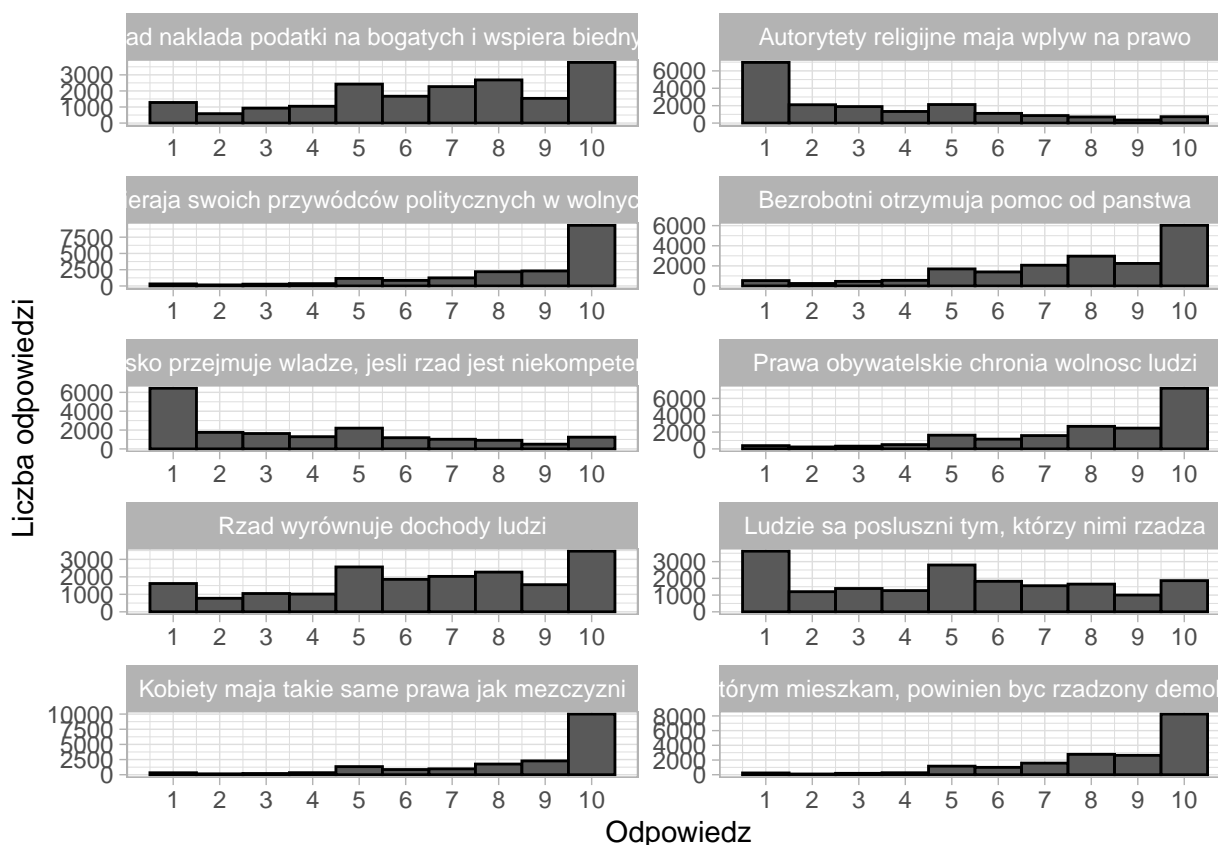 ad naklada podatki na bogatych i wspiera biedny
3000
2000
1000
0
1 2 3 4 5 6 7 8 9 10
Autorytety religijne maja wplyw na prawo
6000
4000
2000
0
1 2 3 4 5 6 7 8 9 10
ieraja swoich przywódców politycznych w wolnyc
7500
5000
2500
0
1 2 3 4 5 6 7 8 9 10
Bezrobotni otrzymuja pomoc od panstwa
6000
4000
2000
0
1 2 3 4 5 6 7 8 9 10
sko przejmuje wladze, jesli rzad jest niekompeten
6000
4000
2000
0
1 2 3 4 5 6 7 8 9 10
Prawa obywatelskie chronia wolnosc ludzi
6000
4000
2000
0
1 2 3 4 5 6 7 8 9 10
Rzad wyrównuje dochody ludzi
3000
2000
1000
0
1 2 3 4 5 6 7 8 9 10
Ludzie sa posluszni tym, którzy nimi rzadza
3000
2000
1000
0
1 2 3 4 5 6 7 8 9 10
Kobiety maja takie same prawa jak mezczyzni
10000
7500
5000
2500
0
1 2 3 4 5 6 7 8 9 10
tórym mieszkam, powinien byc rzadzony demok
8000
6000
4000
2000
0
1 2 3 4 5 6 7 8 9 10
Liczba odpowiedzi
Odpowiedz